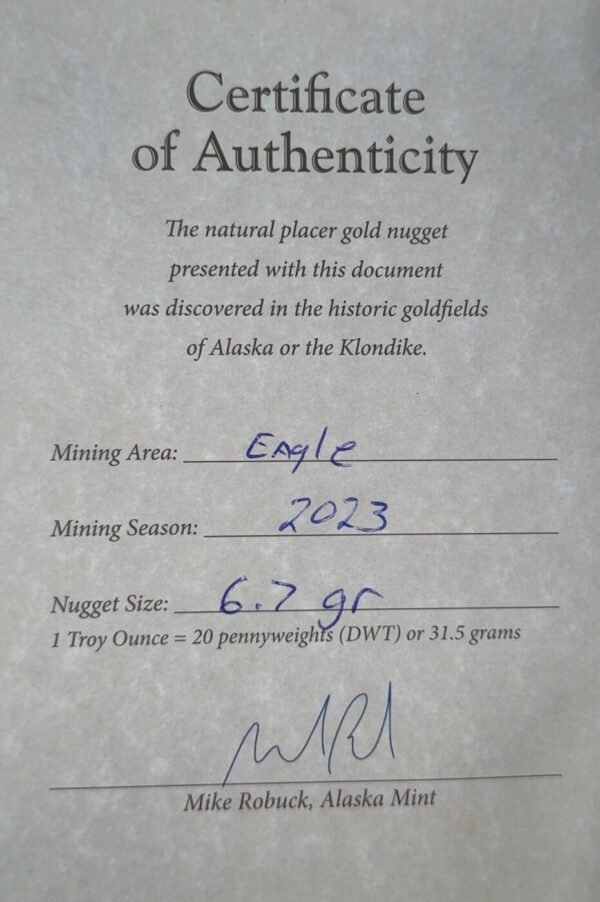 Certificate
of Authenticity
The natural placer gold nugget
presented with this document
was discovered in the historic goldfields
of Alaska or the Klondike.
Mining Area: Eagle
Mining Season: 2023
Nugget Size: 6.7 gr
1 Troy Ounce = 20 pennyweights (DWT) or 31.5 grams
Mike Robuck, Alaska Mint